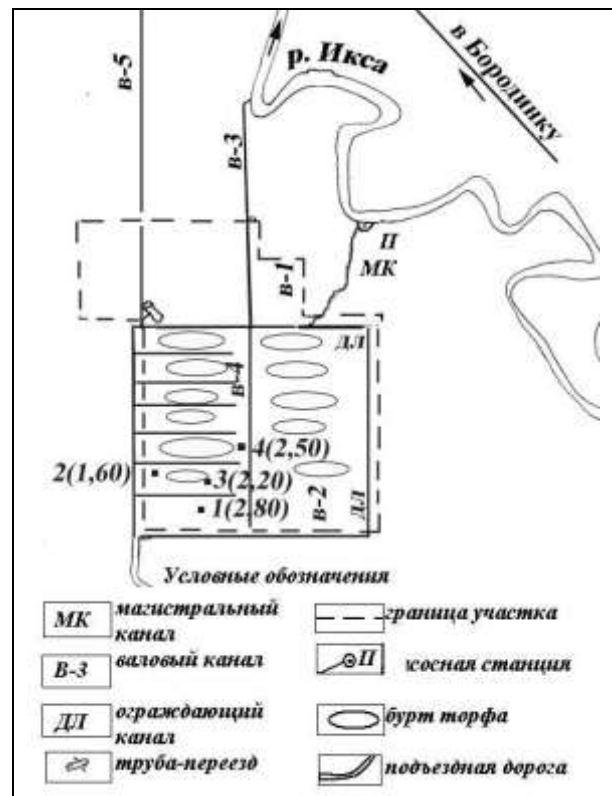 в-5
р. Икса
в Бородинку
в-3
П
МК
в-1
ДЛ
в-4
4(2,50)
2(1,60)
3(2,20)
в-2
ДЛ
1(2,80)
Условные обозначения
МК
магистральный
канал
граница участка
В-3
валовый канал
П
сосная станция
ДЛ
ограждающий
канал
бурт торфа
труба-переезд
подъездная дорога